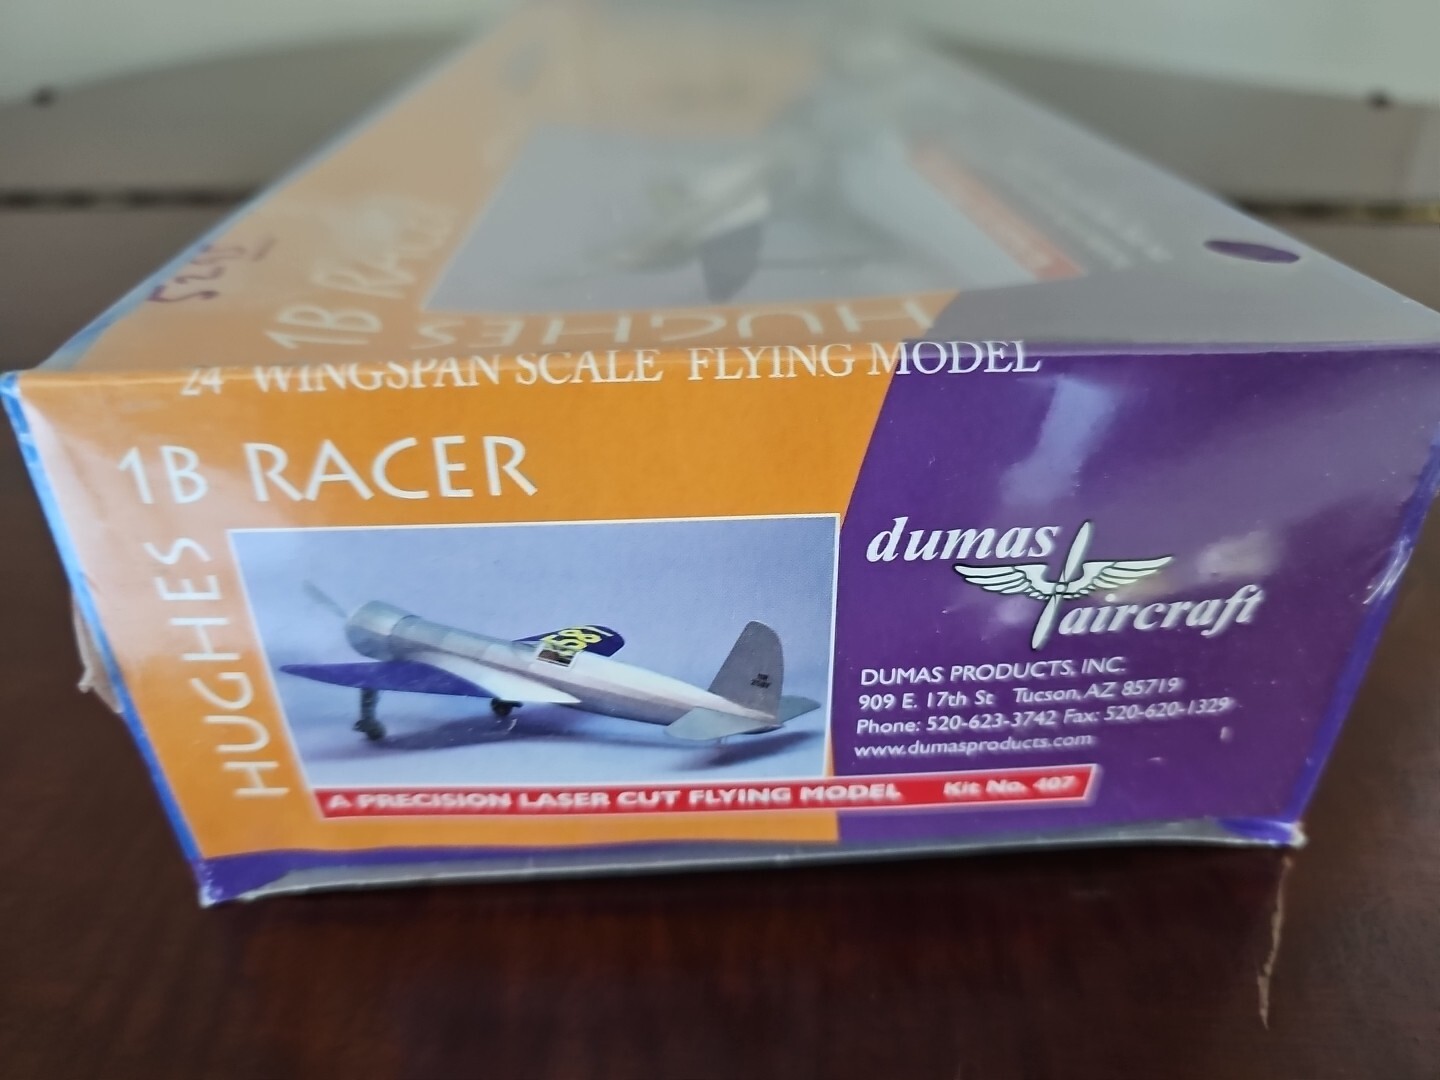 5240
1B RACER
HUGHES
24" WINGSPAN SCALE FLYING MODEL
1B RACER
HUGHES
dumas
aircraft
DUMAS PRODUCTS, INC.
909 E. 17th St Tucson, AZ 85719
Phone: 520-623-3742 Fax: 520-620-1329
www.dumasproducts.com
A PRECISION LASER CUT FLYING MODEL Kit No. 407